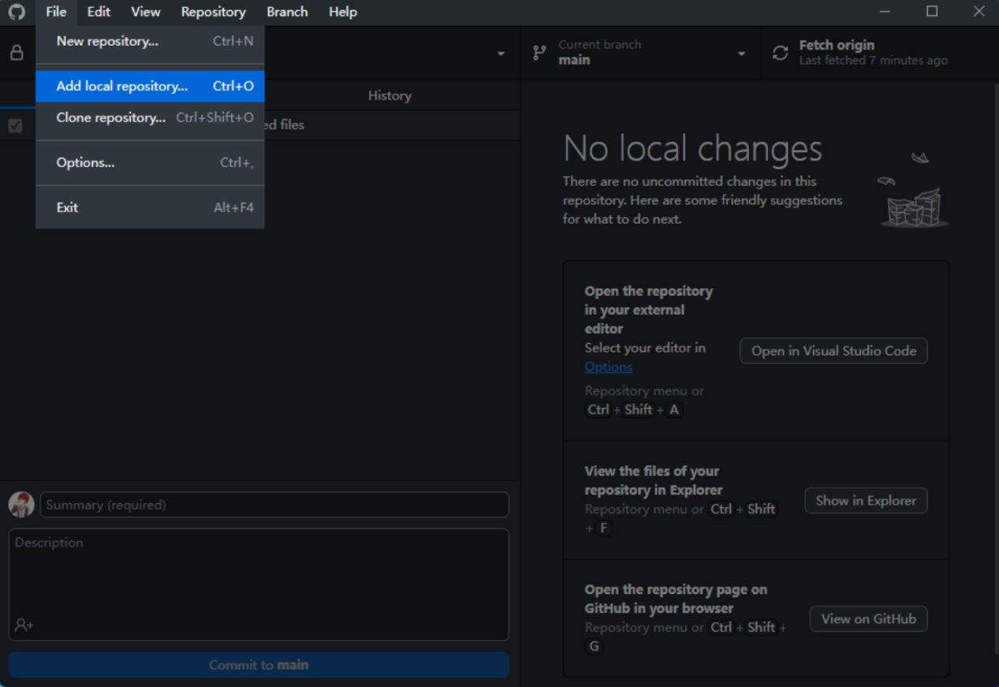 File Edit View Repository Branch Help
New repository... Ctrl+N
Add local repository... Ctrl+O
Clone repository... Ctrl+Shift+O
Options... Ctrl+,
Exit Alt+F4
Current branch
main
Fetch origin
Last fetched 7 minutes ago
History
files
No local changes
There are no uncommitted changes in this
repository. Here are some friendly suggestions
for what to do next.
Open the repository
in your external
editor
Select your editor in
Options
Repository menu or
Ctrl + Shift + A
Open in Visual Studio Code
View the files of your
repository in Explorer
Repository menu or Ctrl + Shift
+ F
Show in Explorer
Open the repository page on
GitHub in your browser
Repository menu or Ctrl + Shift +
G
View on GitHub
Summary (required)
Description
Commit to main